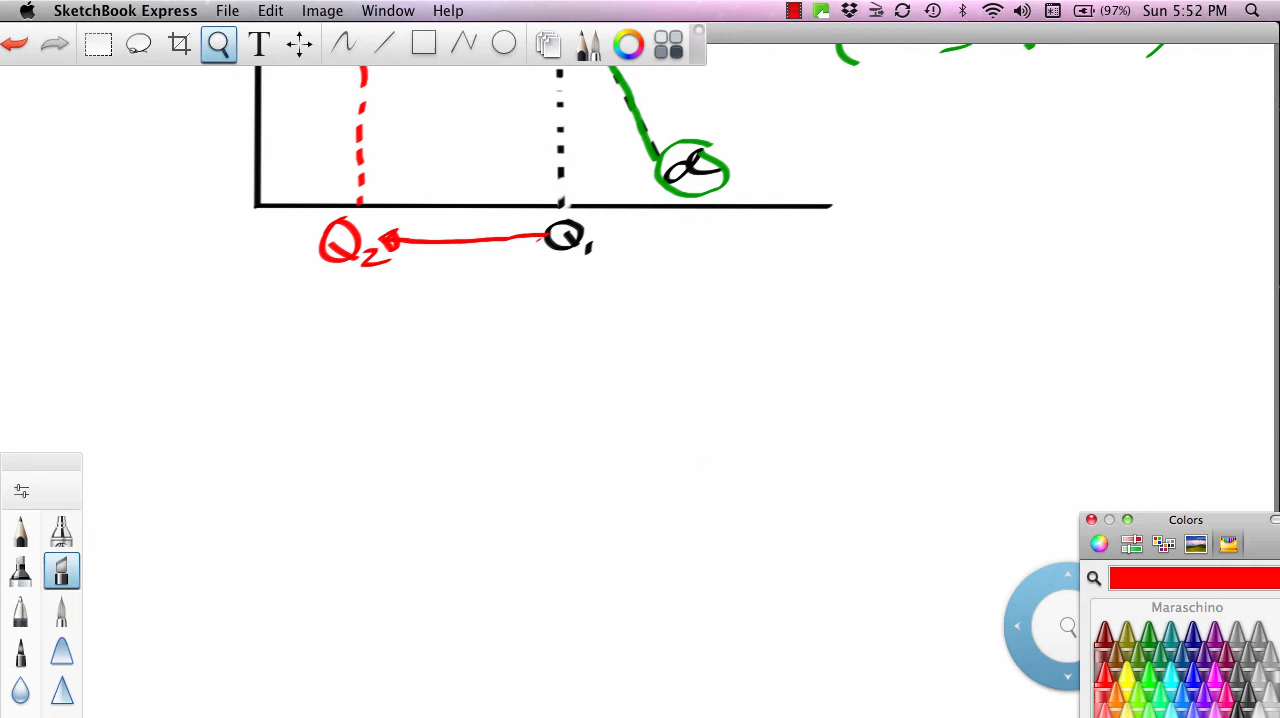 SketchBook Express File Edit Image Window Help (97%) Sun 5:52 PM
T
Q2 Q1
Colors
Maraschino